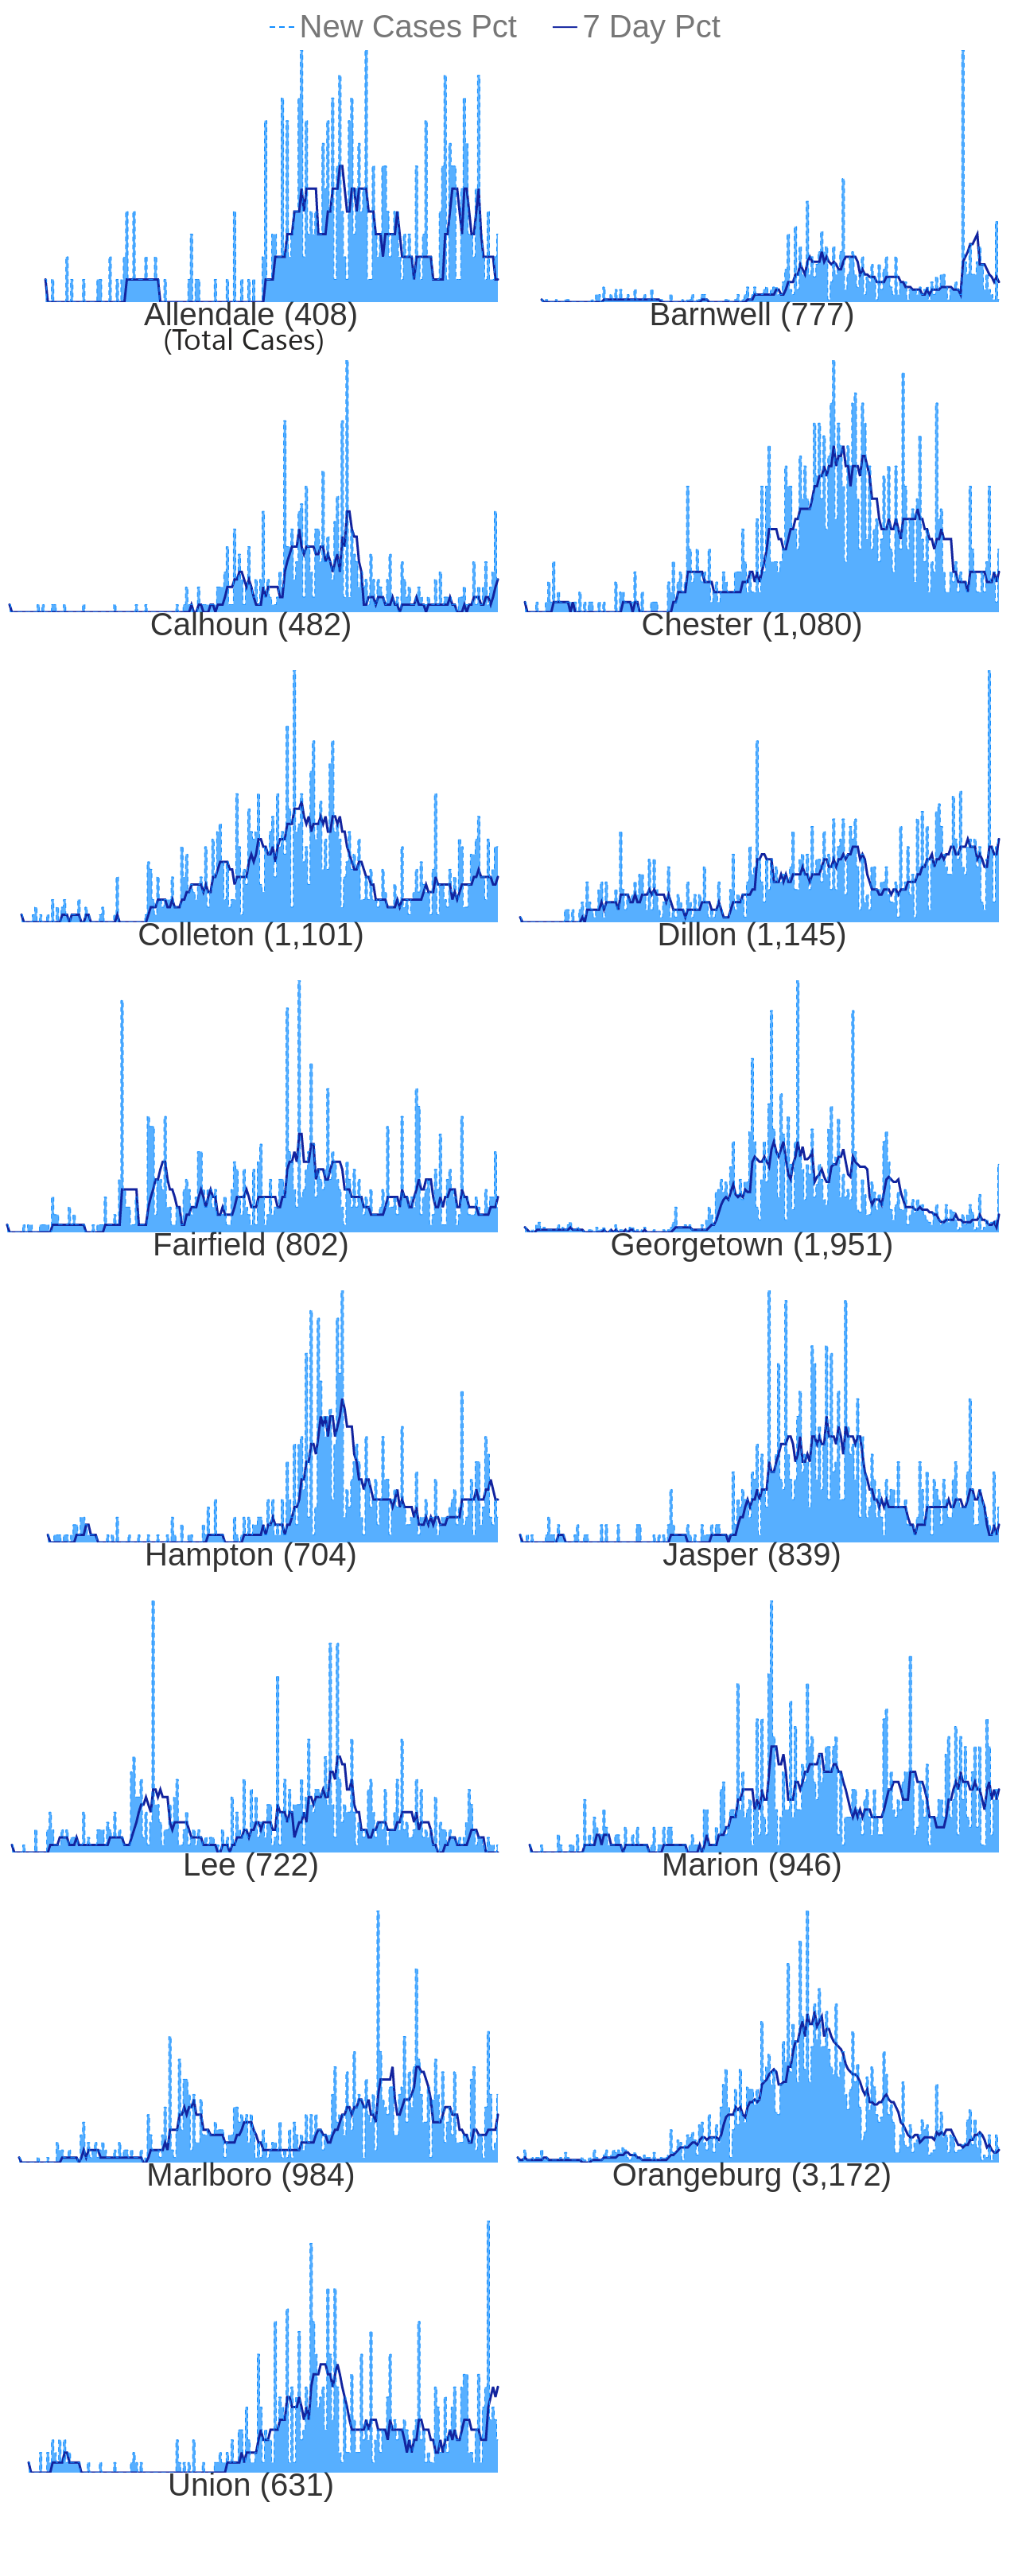 New Cases Pct 7 Day Pct
Allendale (408) Barnwell (777)
(Total Cases)
Calhoun (482) Chester (1,080)
Colleton (1,101) Dillon (1,145)
Fairfield (802) Georgetown (1,951)
Hampton (704) Jasper (839)
Lee (722) Marion (946)
Marlboro (984) Orangeburg (3,172)
Union (631)